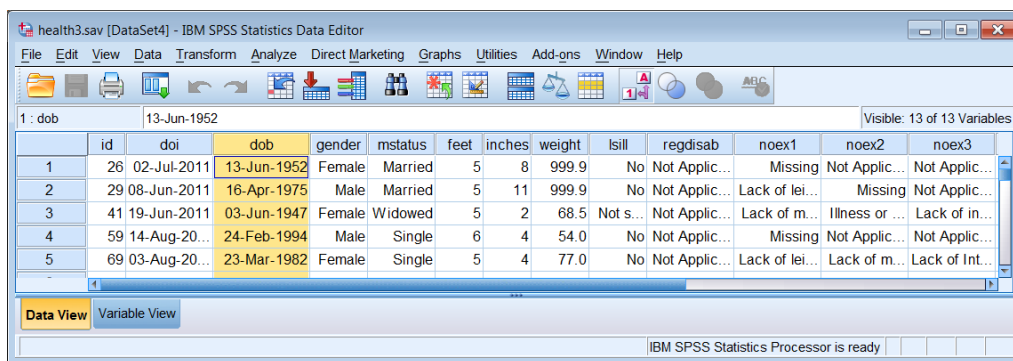 health3.sav [DataSet4] - IBM SPSS Statistics Data Editor
File Edit View Data Transform Analyze Direct Marketing Graphs Utilities Add-ons Window Help
A 1 4 ABC
1 : dob 13-Jun-1952 Visible: 13 of 13 Variables
id doi dob gender mstatus feet inches weight lsill regdisab noex1 noex2 noex3
1 26 02-Jul-2011 13-Jun-1952 Female Married 5 8 999.9 No Not Applic... Missing Not Applic... Not Applic...
2 29 08-Jun-2011 16-Apr-1975 Male Married 5 11 999.9 No Not Applic... Lack of lei... Missing Not Applic...
3 41 19-Jun-2011 03-Jun-1947 Female Widowed 5 2 68.5 Not s... Not Applic... Lack of m... Illness or ... Lack of in...
4 59 14-Aug-20... 24-Feb-1994 Male Single 6 4 54.0 No Not Applic... Missing Not Applic... Not Applic...
5 69 03-Aug-20... 23-Mar-1982 Female Single 5 4 77.0 No Not Applic... Lack of lei... Lack of m... Lack of Int...
Data View Variable View
IBM SPSS Statistics Processor is ready